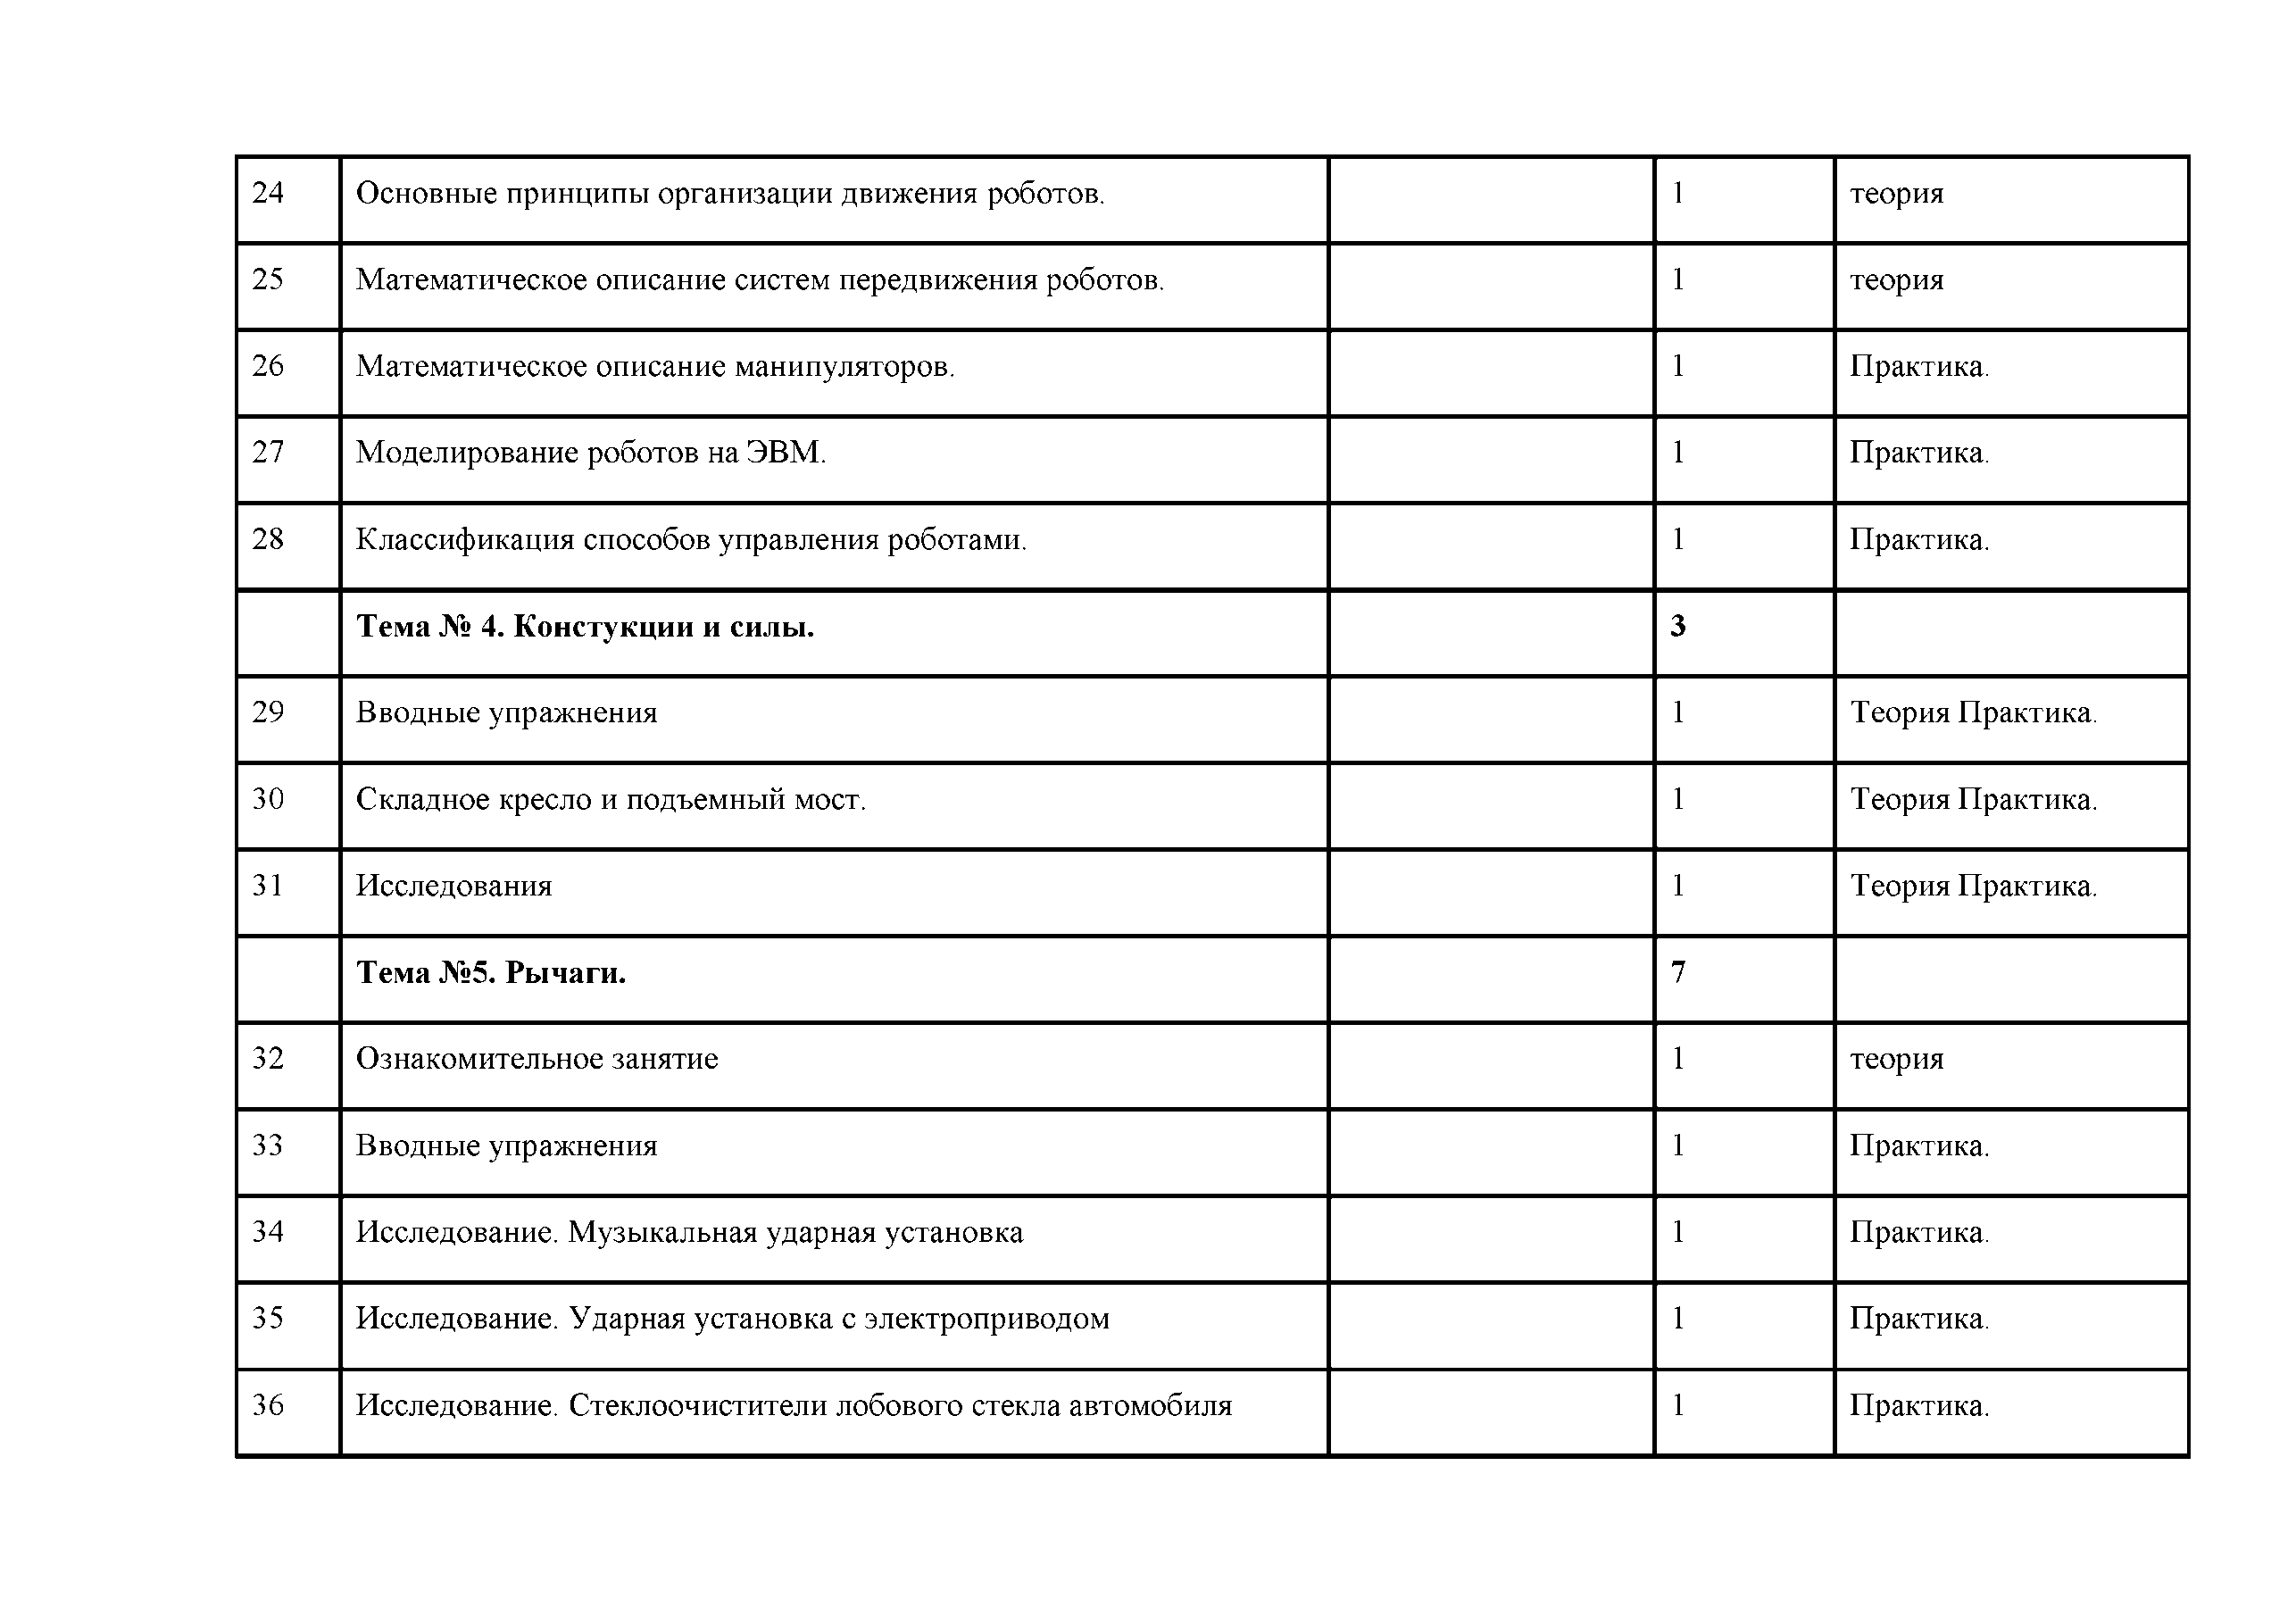 24 Основные принципы организации движения роботов. 1 теория
25 Математическое описание систем передвижения роботов. 1 теория
26 Математическое описание манипуляторов. 1 Практика.
27 Моделирование роботов на ЭВМ. 1 Практика.
28 Классификация способов управления роботами. 1 Практика.
Тема № 4. Констукции и силы. 3
29 Вводные упражнения 1 Теория Практика.
30 Складное кресло и подъемный мост. 1 Теория Практика.
31 Исследования 1 Теория Практика.
Тема №5. Рычаги. 7
32 Ознакомительное занятие 1 теория
33 Вводные упражнения 1 Практика.
34 Исследование. Музыкальная ударная установка 1 Практика.
35 Исследование. Ударная установка с электроприводом 1 Практика.
36 Исследование. Стеклоочистители лобового стекла автомобиля 1 Практика.